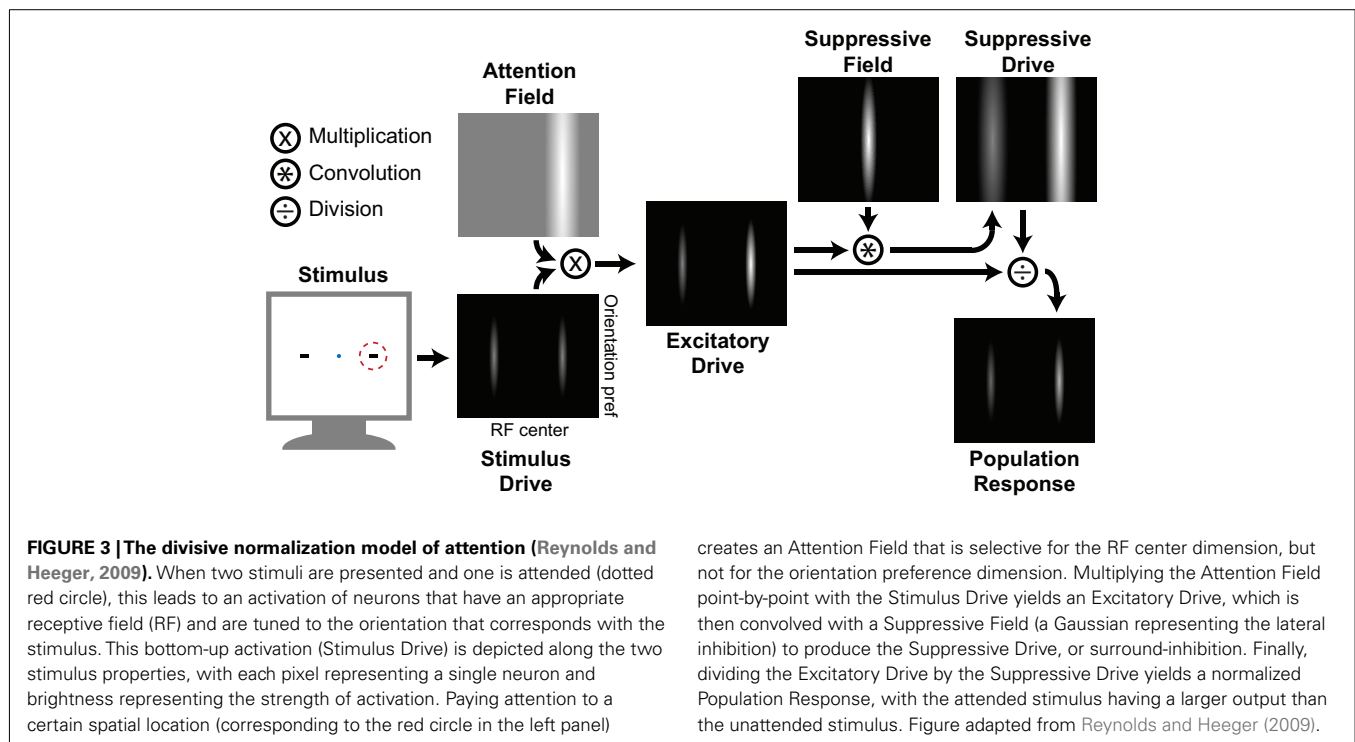 Suppressive
Field
Suppressive
Drive
Attention
Field
Multiplication
Convolution
Division
Stimulus
Orientation pref
Excitatory
Drive
RF center
Stimulus
Drive
Population
Response
FIGURE 3 | The divisive normalization model of attention (Reynolds and
Heeger, 2009). When two stimuli are presented and one is attended (dotted
red circle), this leads to an activation of neurons that have an appropriate
receptive field (RF) and are tuned to the orientation that corresponds with the
stimulus. This bottom-up activation (Stimulus Drive) is depicted along the two
stimulus properties, with each pixel representing a single neuron and
brightness representing the strength of activation. Paying attention to a
certain spatial location (corresponding to the red circle in the left panel)
creates an Attention Field that is selective for the RF center dimension, but
not for the orientation preference dimension. Multiplying the Attention Field
point-by-point with the Stimulus Drive yields an Excitatory Drive, which is
then convolved with a Suppressive Field (a Gaussian representing the lateral
inhibition) to produce the Suppressive Drive, or surround-inhibition. Finally,
dividing the Excitatory Drive by the Suppressive Drive yields a normalized
Population Response, with the attended stimulus having a larger output than
the unattended stimulus. Figure adapted from Reynolds and Heeger (2009).